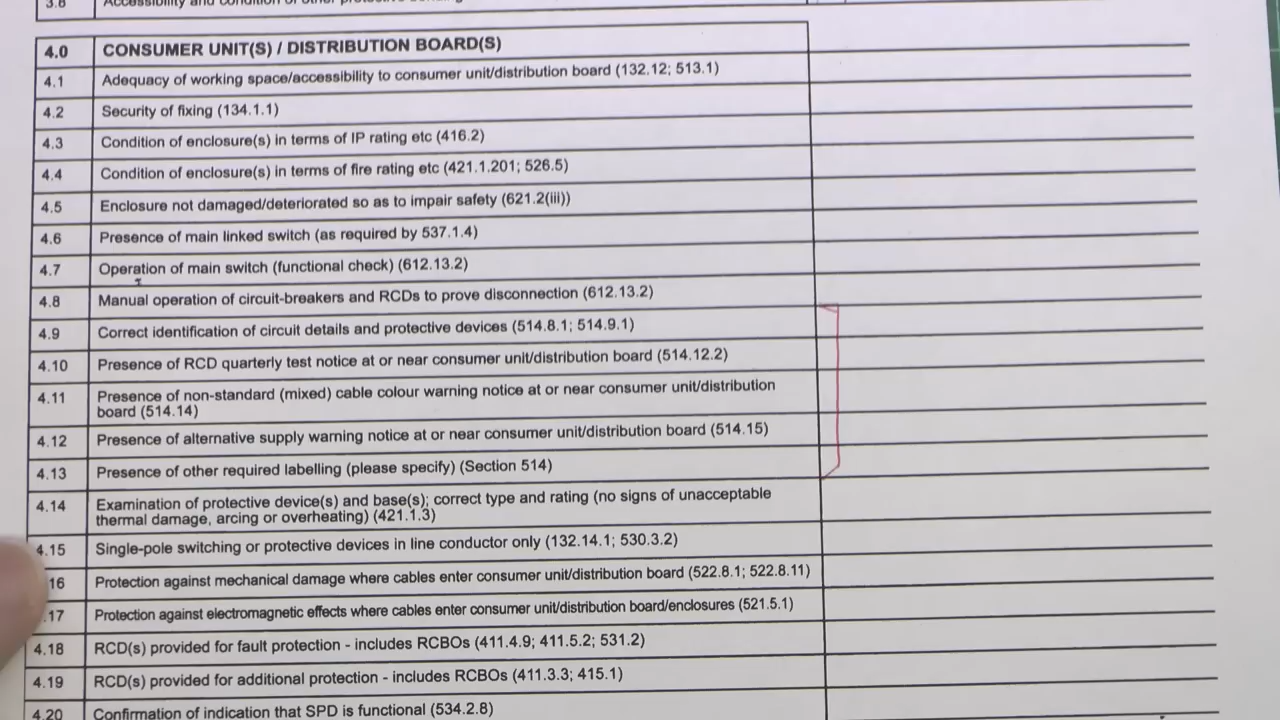 3.8 Accessibility and condition of other protective
4.0 CONSUMER UNIT(S) / DISTRIBUTION BOARD(S)
4.1 Adequacy of working space/accessibility to consumer unit/distribution board (132.12; 513.1)
4.2 Security of fixing (134.1.1)
4.3 Condition of enclosure(s) in terms of IP rating etc (416.2)
4.4 Condition of enclosure(s) in terms of fire rating etc (421.1.201; 526.5)
4.5 Enclosure not damaged/deteriorated so as to impair safety (621.2(iii))
4.6 Presence of main linked switch (as required by 537.1.4)
4.7 Operation of main switch (functional check) (612.13.2)
4.8 Manual operation of circuit-breakers and RCDs to prove disconnection (612.13.2)
4.9 Correct identification of circuit details and protective devices (514.8.1; 514.9.1)
4.10 Presence of RCD quarterly test notice at or near consumer unit/distribution board (514.12.2)
4.11 Presence of non-standard (mixed) cable colour warning notice at or near consumer unit/distribution
board (514.14)
4.12 Presence of alternative supply warning notice at or near consumer unit/distribution board (514.15)
4.13 Presence of other required labelling (please specify) (Section 514)
4.14 Examination of protective device(s) and base(s); correct type and rating (no signs of unacceptable
thermal damage, arcing or overheating) (421.1.3)
4.15 Single-pole switching or protective devices in line conductor only (132.14.1; 530.3.2)
16 Protection against mechanical damage where cables enter consumer unit/distribution board (522.8.1; 522.8.11)
.17 Protection against electromagnetic effects where cables enter consumer unit/distribution board/enclosures (521.5.1)
4.18 RCD(s) provided for fault protection - includes RCBOs (411.4.9; 411.5.2; 531.2)
4.19 RCD(s) provided for additional protection - includes RCBOs (411.3.3; 415.1)
4.20 Confirmation of indication that SPD is functional (534.2.8)